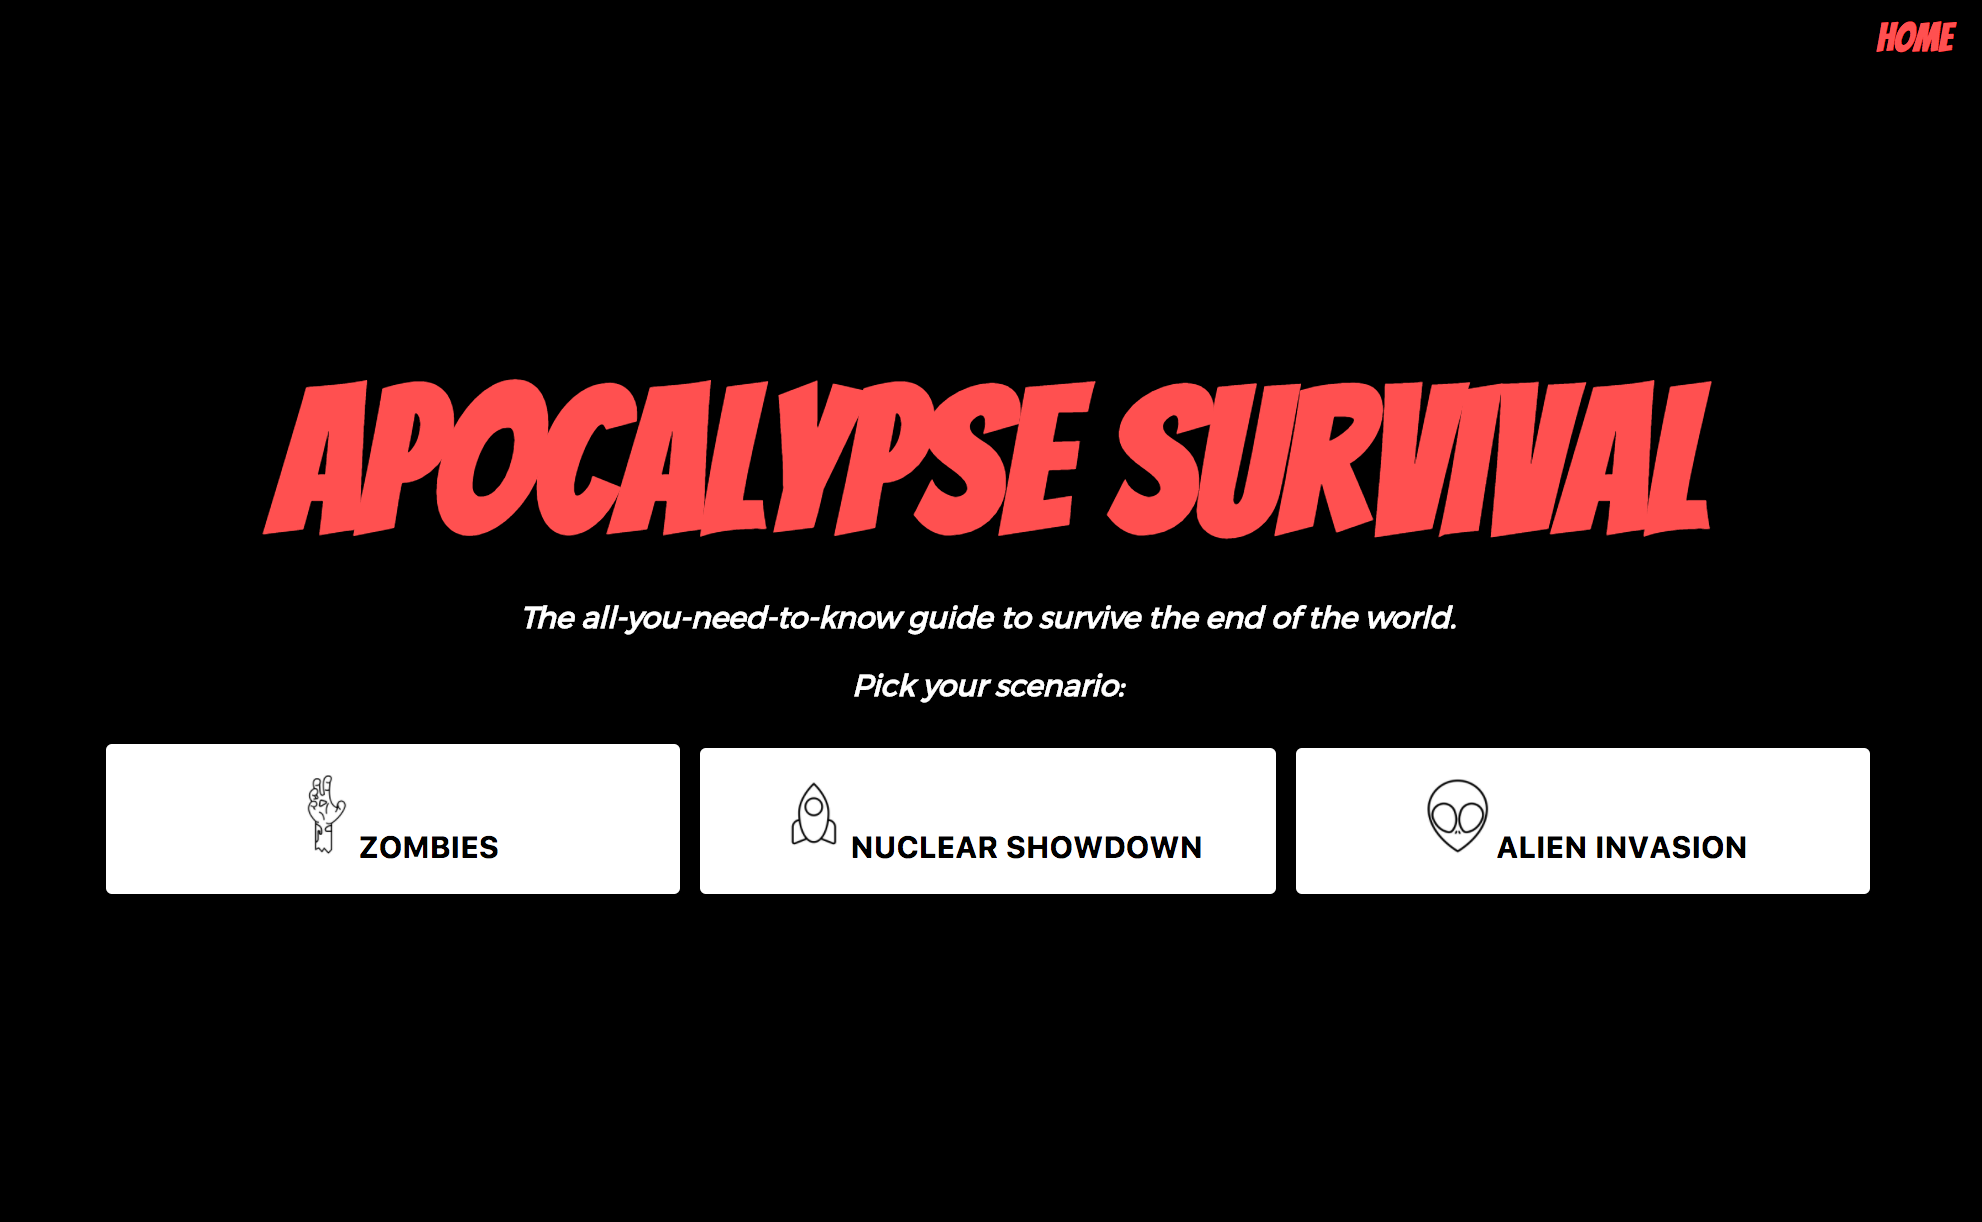 HOME
APOCALYPSE SURVIVAL
The all-you-need-to-know guide to survive the end of the world.
Pick your scenario:
ZOMBIES
NUCLEAR SHOWDOWN
ALIEN INVASION